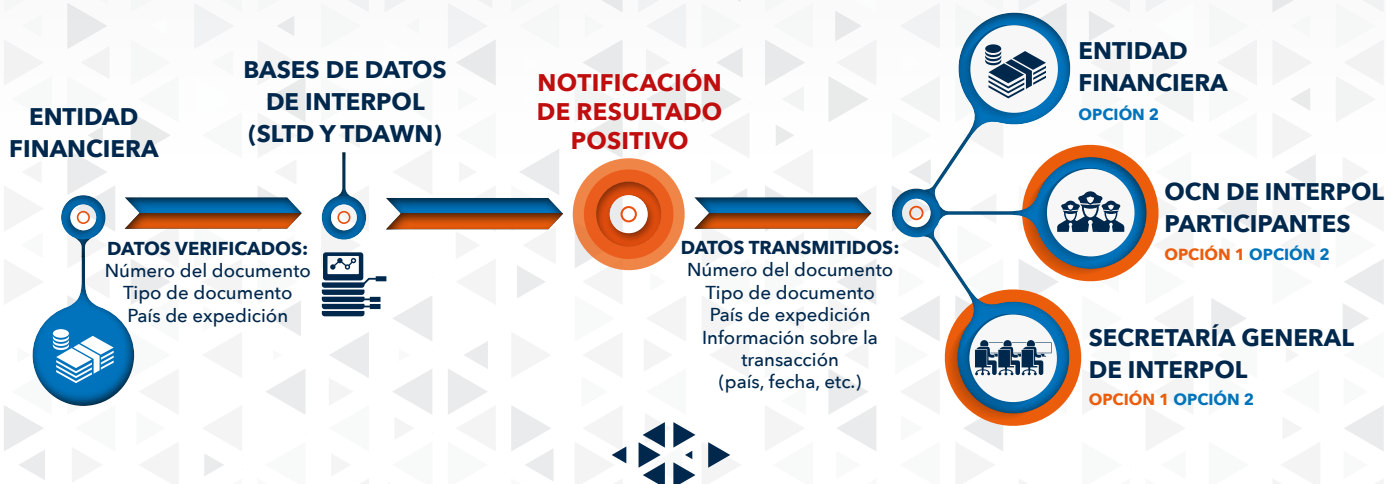 ENTIDAD
FINANCIERA
DATOS VERIFICADOS:
Número del documento
Tipo de documento
País de expedición
BASES DE DATOS
DE INTERPOL
(SLTD Y TDAWN)
NOTIFICACIÓN
DE RESULTADO
POSITIVO
DATOS TRANSMITIDOS:
Número del documento
Tipo de documento
País de expedición
Información sobre la
transacción
(país, fecha, etc.)
ENTIDAD
FINANCIERA
OPCIÓN 2
OCN DE INTERPOL
PARTICIPANTES
OPCIÓN 1 OPCIÓN 2
SECRETARÍA GENERAL
DE INTERPOL
OPCIÓN 1 OPCIÓN 2